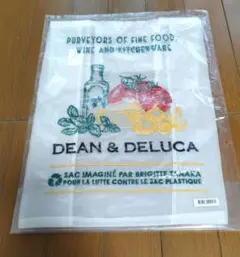 PURVEYORS OF FINE FOOD,
WINE AND KITCHENWARE
DEAN & DELUCA
SAC IMAGINÉ PAR BRIGITTE TANAKA
POUR LA LUTTE CONTRE LE SAC PLASTIQUE